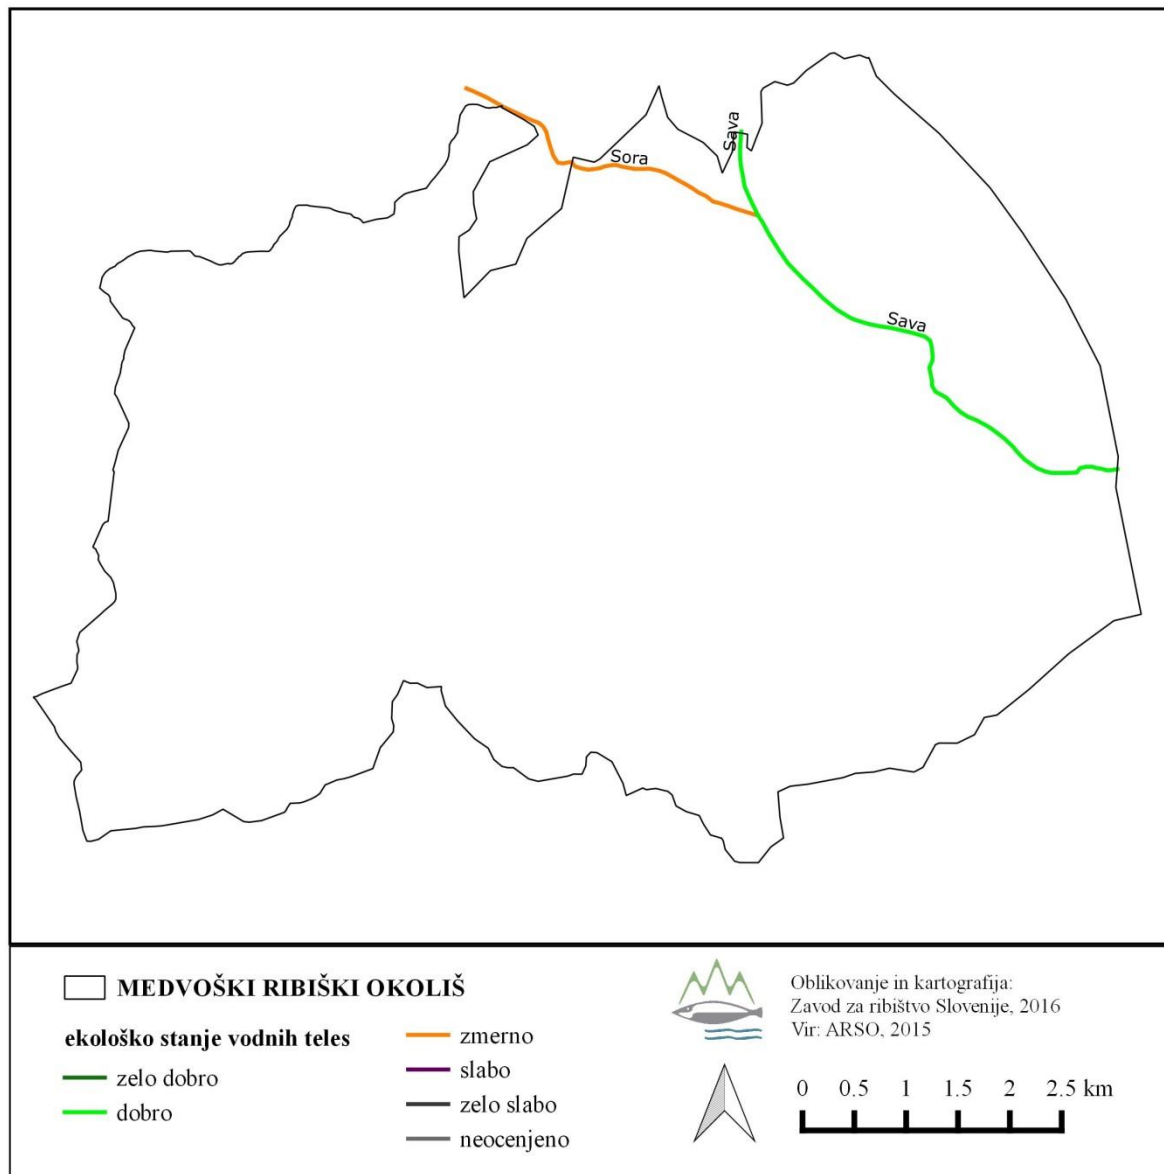 Sava
Sora
Sava
MEDVOŠKI RIBIŠKI OKOLIŠ
ekološko stanje vodnih teles
zelo dobro
dobro
zmerno
slabo
zelo slabo
neocenjeno
Oblikovanje in kartografija:
Zavod za ribištvo Slovenije, 2016
Vir: ARSO, 2015
0 0.5 1 1.5 2 2.5 km